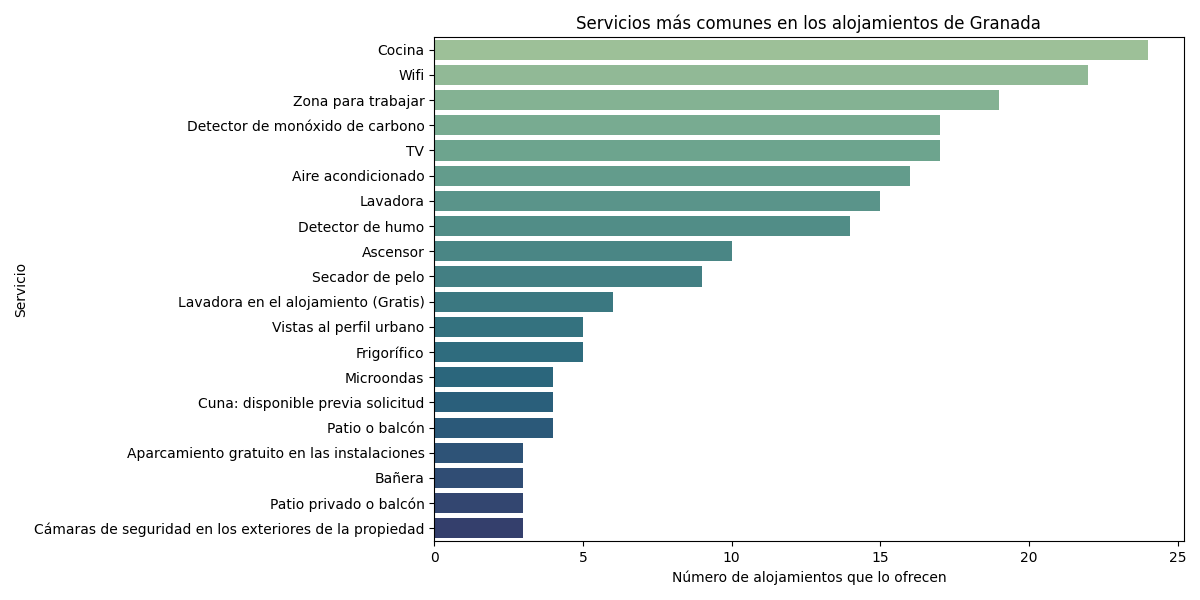 Servicios más comunes en los alojamientos de Granada
Servicio
Cocina
Wifi
Zona para trabajar
Detector de monóxido de carbono
TV
Aire acondicionado
Lavadora
Detector de humo
Ascensor
Secador de pelo
Lavadora en el alojamiento (Gratis)
Vistas al perfil urbano
Frigorífico
Microondas
Cuna: disponible previa solicitud
Patio o balcón
Aparcamiento gratuito en las instalaciones
Bañera
Patio privado o balcón
Cámaras de seguridad en los exteriores de la propiedad
0 5 10 15 20 25
Número de alojamientos que lo ofrecen